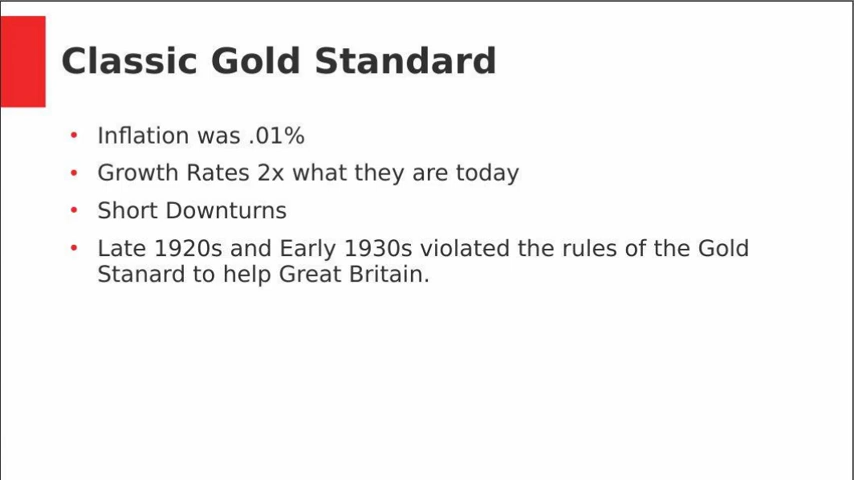 Classic Gold Standard
• Inflation was .01%
• Growth Rates 2x what they are today
• Short Downturns
• Late 1920s and Early 1930s violated the rules of the Gold
Stanard to help Great Britain.